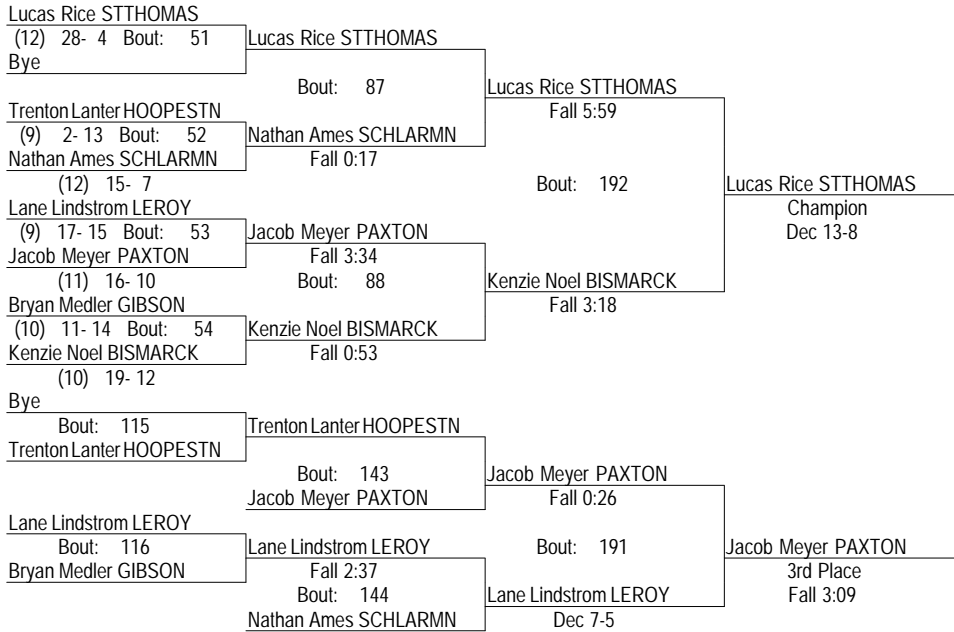 Lucas Rice STTHOMAS
(12) 28- 4 Bout: 51
Lucas Rice STTHOMAS
Bye
Bout: 87
Lucas Rice STTHOMAS
Trenton Lanter HOOPESTN
Fall 5:59
(9) 2- 13 Bout: 52
Nathan Ames SCHLARMN
Nathan Ames SCHLARMN
Fall 0:17
(12) 15- 7
Bout: 192
Lucas Rice STTHOMAS
Lane Lindstrom LEROY
Champion
(9) 17- 15 Bout: 53
Jacob Meyer PAXTON
Dec 13-8
Jacob Meyer PAXTON
Fall 3:34
(11) 16- 10
Bout: 88
Kenzie Noel BISMARCK
Bryan Medler GIBSON
Fall 3:18
(10) 11- 14 Bout: 54
Kenzie Noel BISMARCK
Kenzie Noel BISMARCK
Fall 0:53
(10) 19- 12
Bye
Bout: 115
Trenton Lanter HOOPESTN
Trenton Lanter HOOPESTN
Bout: 143
Jacob Meyer PAXTON
Jacob Meyer PAXTON
Fall 0:26
Lane Lindstrom LEROY
Bout: 116
Lane Lindstrom LEROY
Bout: 191
Jacob Meyer PAXTON
Bryan Medler GIBSON
Fall 2:37
3rd Place
Bout: 144
Lane Lindstrom LEROY
Fall 3:09
Nathan Ames SCHLARMN
Dec 7-5